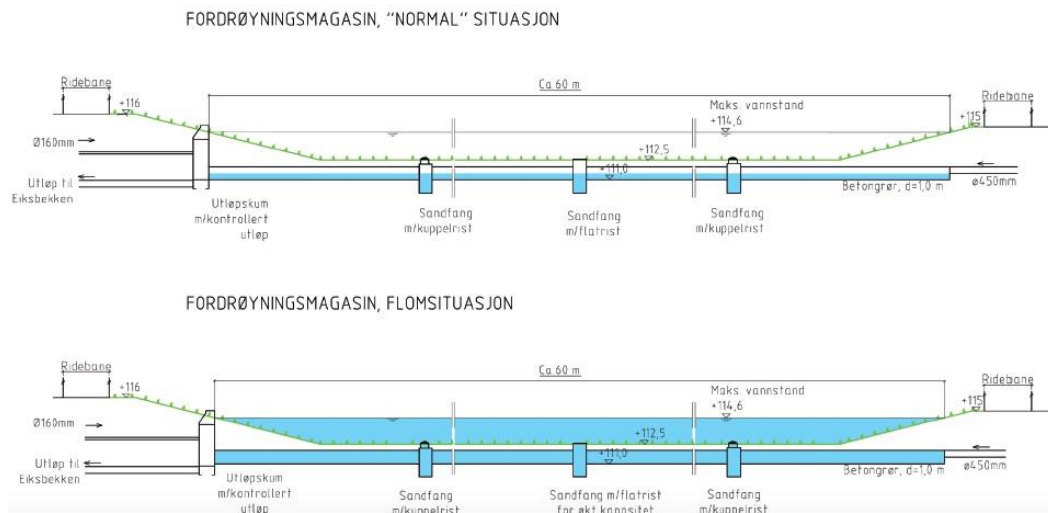 FORDRØYNINGSMAGASIN, "NORMAL" SITUASJON
Ridebane
+116
Ca 60 m
Maks. vannstand
+114,6
Ridebane
+115
Ø160mm
+112,5
+111,0
Utløp til
Eiksbekken
Utløpskum
m/kontrollert
utløp
Sandfang
m/kuppelrist
Sandfang
m/flatrist
Sandfang
m/kuppelrist
Betongrør, d=1,0 m
ø450mm
FORDRØYNINGSMAGASIN, FLOMSITUASJON
Ridebane
+116
Ca 60 m
Maks. vannstand
+114,6
Ridebane
+115
Ø160mm
+112,5
+111,0
Utløp til
Eiksbekken
Utløpskum
m/kontrollert
utløp
Sandfang
m/kuppelrist
Sandfang m/flatrist
for økt kapasitet
Sandfang
m/kuppelrist
Betongrør, d=1,0 m
ø450mm